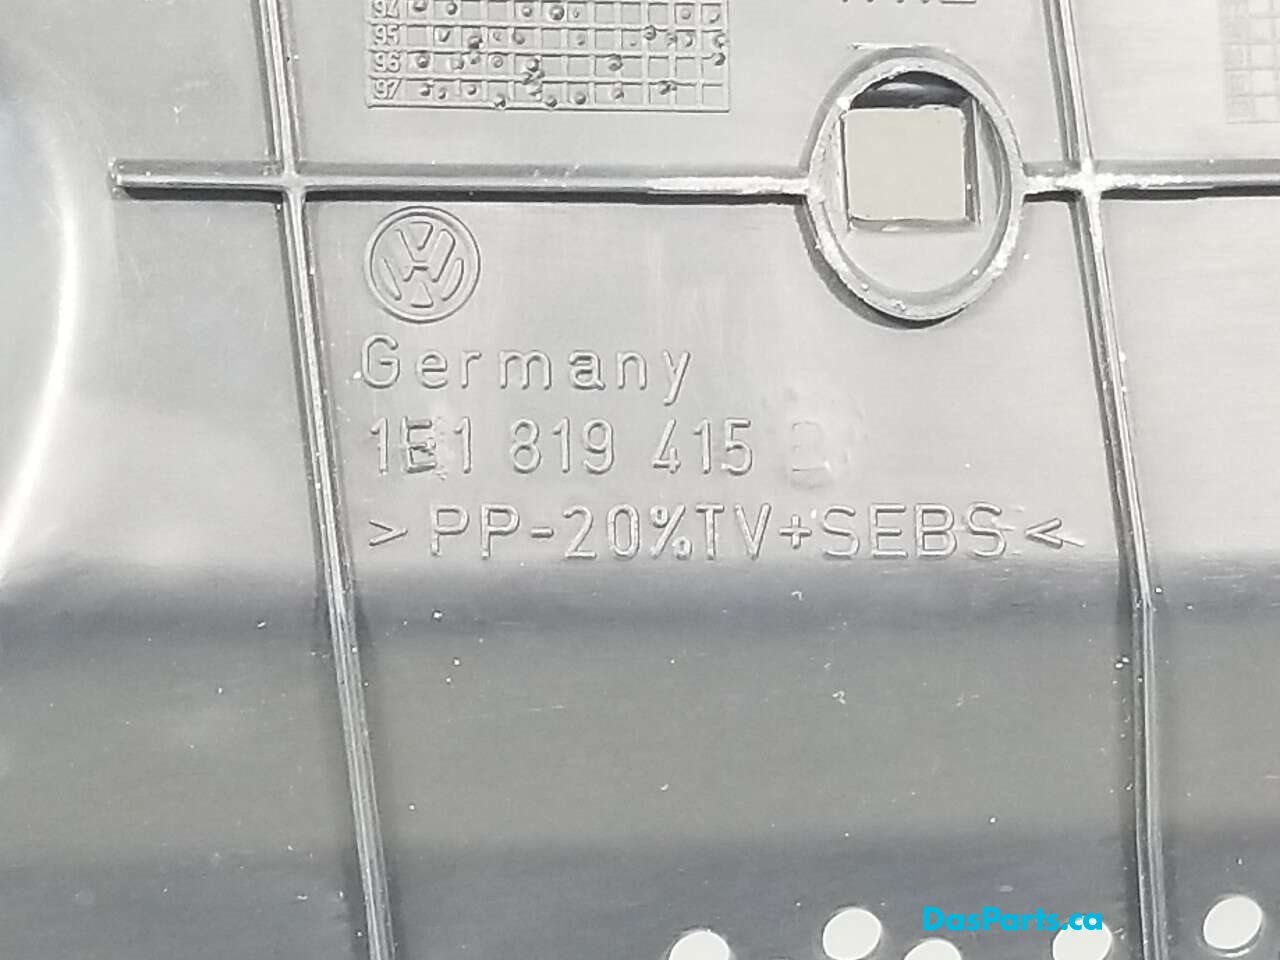 94
95
96
97
Germany
1E1 819 415
> PP-20%TV+SEBS <
DasParts.ca